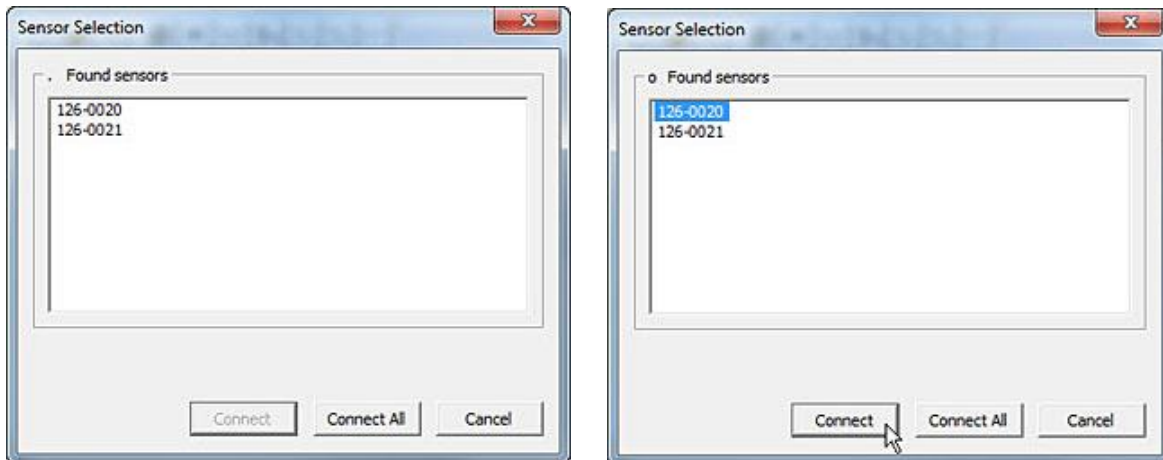 Sensor Selection
. Found sensors
126-0020
126-0021
Connect Connect All Cancel
Sensor Selection
o Found sensors
126-0020
126-0021
Connect Connect All Cancel